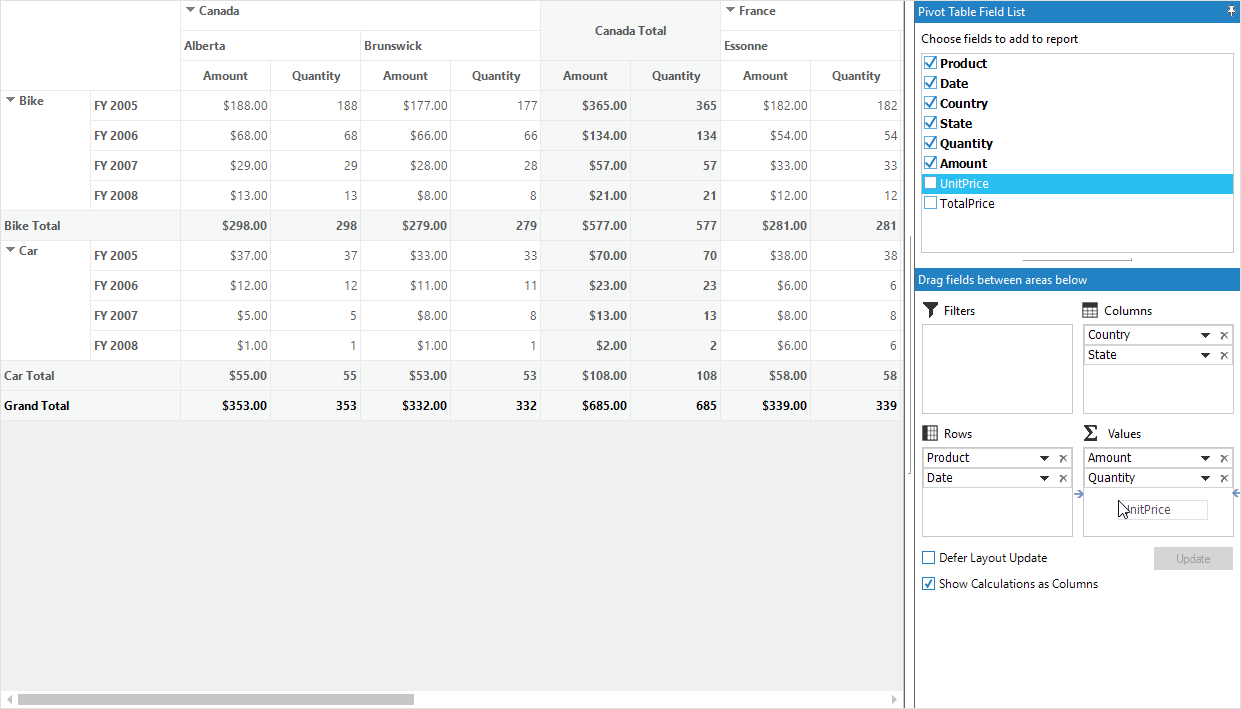 Canada Canada Total France
Alberta Brunswick Essonne
Amount Quantity Amount Quantity Amount Quantity Amount Quantity
Bike FY 2005 $188.00 188 $177.00 177 $365.00 365 $182.00 182
FY 2006 $68.00 68 $66.00 66 $134.00 134 $54.00 54
FY 2007 $29.00 29 $28.00 28 $57.00 57 $33.00 33
FY 2008 $13.00 13 $8.00 8 $21.00 21 $12.00 12
Bike Total $298.00 298 $279.00 279 $577.00 577 $281.00 281
Car FY 2005 $37.00 37 $33.00 33 $70.00 70 $38.00 38
FY 2006 $12.00 12 $11.00 11 $23.00 23 $6.00 6
FY 2007 $5.00 5 $8.00 8 $13.00 13 $8.00 8
FY 2008 $1.00 1 $1.00 1 $2.00 2 $6.00 6
Car Total $55.00 55 $53.00 53 $108.00 108 $58.00 58
Grand Total $353.00 353 $332.00 332 $685.00 685 $339.00 339
Pivot Table Field List
Choose fields to add to report
Product
Date
Country
State
Quantity
Amount
UnitPrice
TotalPrice
Drag fields between areas below
Filters
Columns
Country
State
Rows
Product
Date
Values
Amount
Quantity
UnitPrice
Defer Layout Update
Update
Show Calculations as Columns